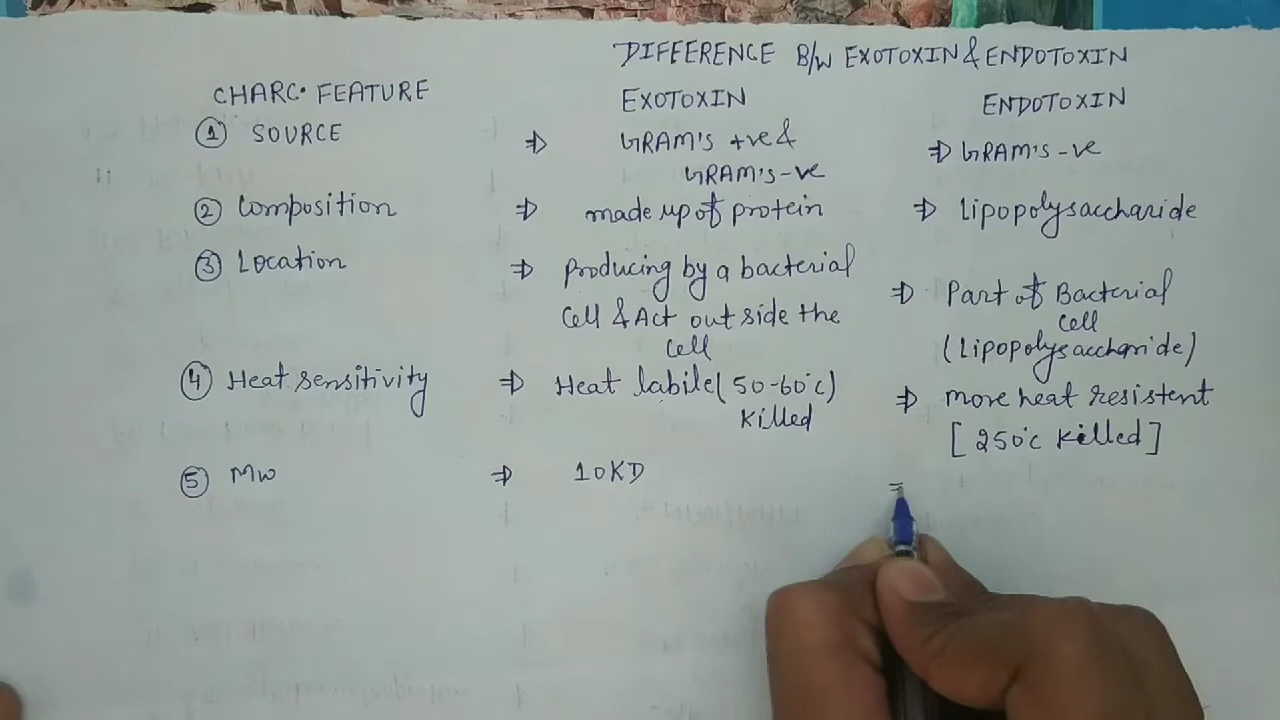 DIFFERENCE B/W EXOTOXIN & ENDOTOXIN
CHARC. FEATURE EXOTOXIN ENDOTOXIN
① SOURCE ⇒ GRAM'S +ve & ⇒ GRAM'S -ve
GRAM'S -ve
② Composition ⇒ made up of protein ⇒ Lipopolysaccharide
③ Location ⇒ Producing by a bacterial ⇒ Part of Bacterial
Cell & Act out side the Cell
Cell (Lipopolysaccharide)
④ Heat sensitivity ⇒ Heat labile (50-60°c) ⇒ more heat resistent
Killed [250°c killed]
⑤ MW ⇒ 10KD =